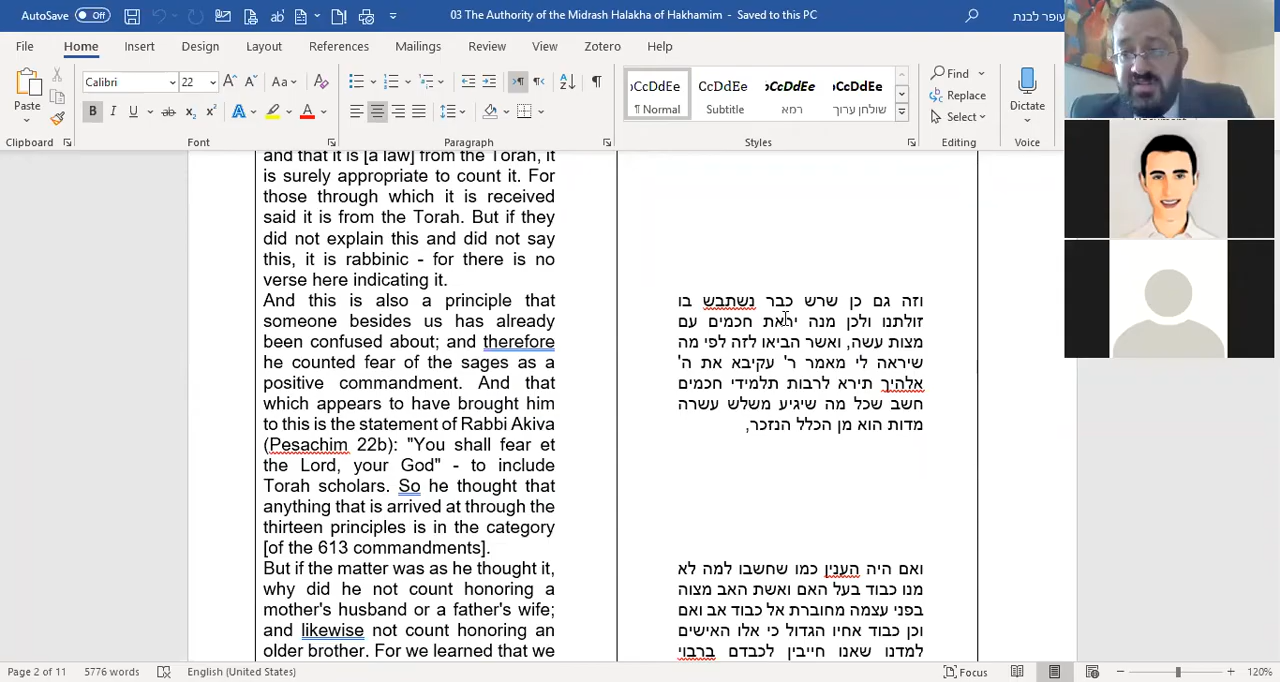 AutoSave Off 03 The Authority of the Midrash Halakha of Hakhamim - Saved to this PC עופר לבנת
File Home Insert Design Layout References Mailings Review View Zotero Help
Paste Calibri 22 Aa CcDdEe CcDdEe CcDdEe CcDdEe Find Replace Select Dictate
¶ Normal Subtitle רמא שולחן ערוך
Clipboard Font Paragraph Styles Editing Voice
and that it is [a law] from the Torah, it
is surely appropriate to count it. For
those through which it is received
said it is from the Torah. But if they
did not explain this and did not say
this, it is rabbinic - for there is no
verse here indicating it.
And this is also a principle that
someone besides us has already
been confused about; and therefore
he counted fear of the sages as a
positive commandment. And that
which appears to have brought him
to this is the statement of Rabbi Akiva
(Pesachim 22b): "You shall fear et
the Lord, your God" - to include
Torah scholars. So he thought that
anything that is arrived at through the
thirteen principles is in the category
[of the 613 commandments].
But if the matter was as he thought it,
why did he not count honoring a
mother's husband or a father's wife;
and likewise not count honoring an
older brother. For we learned that we
וזה גם כן שרש כבר נשתבש בו
זולתנו ולכן מנה יראת חכמים עם
מצות עשה, ואשר הביאו לזה לפי מה
שיראה לי מאמר ר' עקיבא את ה'
אלהיך תירא לרבות תלמידי חכמים
חשב שכל מה שיגיע משלש עשרה
מדות הוא מן הכלל הנזכר,
ואם היה הענין כמו שחשבו למה לא
מנו כבוד בעל האם ואשת האב מצוה
בפני עצמה מחוברת אל כבוד אב ואם
וכן כבוד אחיו הגדול כי אלו האישים
למדנו שאנו חייבין לכבדם ברבוי
Page 2 of 11 5776 words English (United States) Focus 120%